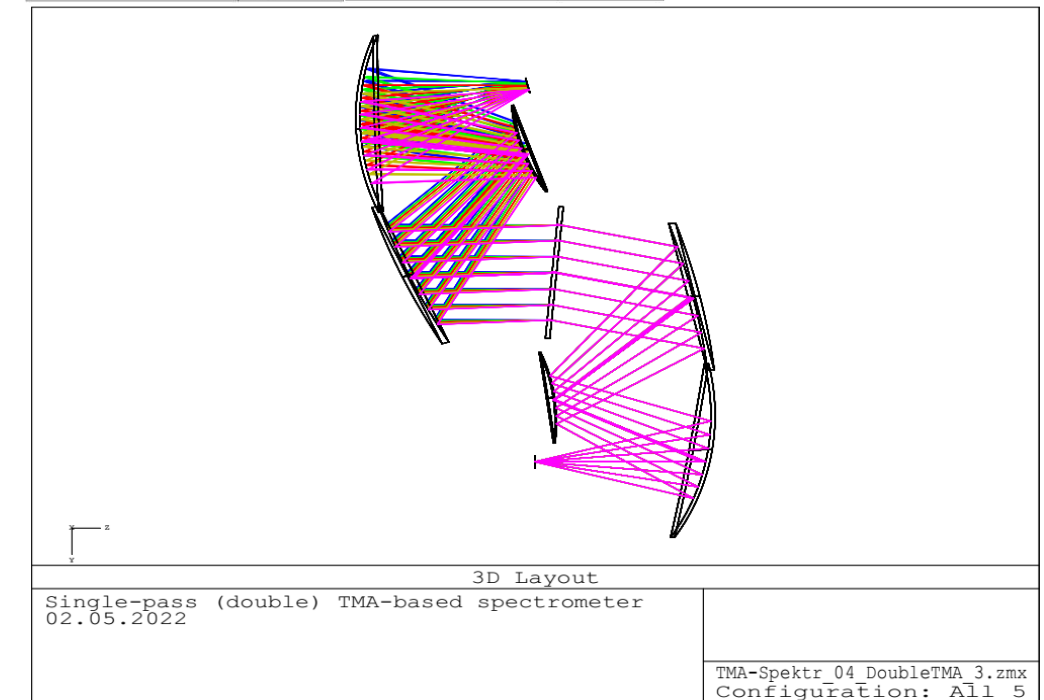 Z
Y
3D Layout
Single-pass (double) TMA-based spectrometer
02.05.2022
TMA-Spektr_04_DoubleTMA_3.zmx
Configuration: All 5